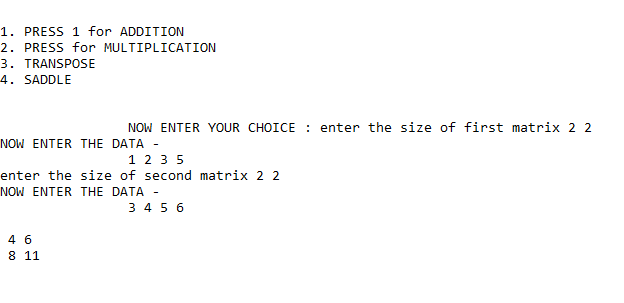 1. PRESS 1 for ADDITION
2. PRESS for MULTIPLICATION
3. TRANSPOSE
4. SADDLE
NOW ENTER YOUR CHOICE : enter the size of first matrix 2 2
NOW ENTER THE DATA -
1 2 3 5
enter the size of second matrix 2 2
NOW ENTER THE DATA -
3 4 5 6
4 6
8 11